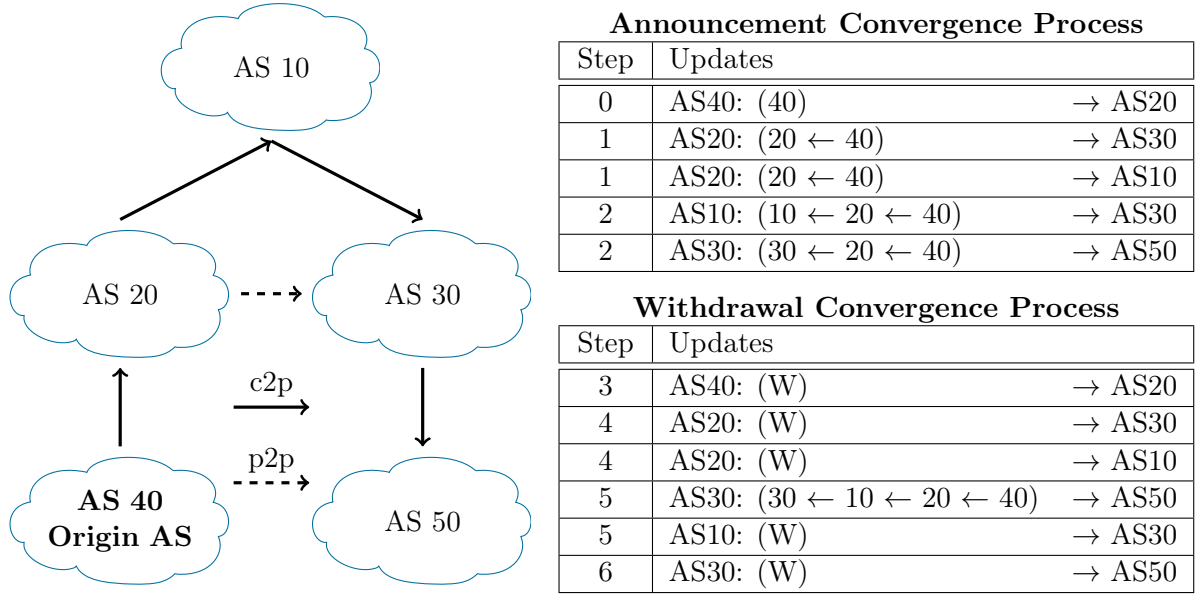 AS 10
AS 20
AS 30
c2p
p2p
AS 40
Origin AS
AS 50
Announcement Convergence Process
Step Updates
0 AS40: (40) → AS20
1 AS20: (20 ← 40) → AS30
1 AS20: (20 ← 40) → AS10
2 AS10: (10 ← 20 ← 40) → AS30
2 AS30: (30 ← 20 ← 40) → AS50
Withdrawal Convergence Process
Step Updates
3 AS40: (W) → AS20
4 AS20: (W) → AS30
4 AS20: (W) → AS10
5 AS30: (30 ← 10 ← 20 ← 40) → AS50
5 AS10: (W) → AS30
6 AS30: (W) → AS50